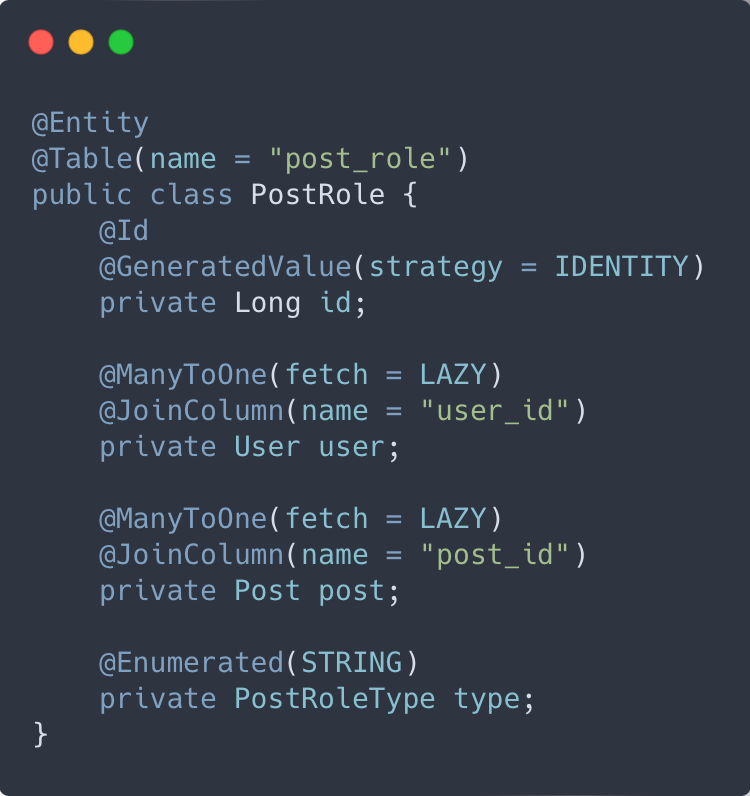 @Entity
@Table(name = "post_role")
public class PostRole {
    @Id
    @GeneratedValue(strategy = IDENTITY)
    private Long id;

    @ManyToOne(fetch = LAZY)
    @JoinColumn(name = "user_id")
    private User user;

    @ManyToOne(fetch = LAZY)
    @JoinColumn(name = "post_id")
    private Post post;

    @Enumerated(STRING)
    private PostRoleType type;
}